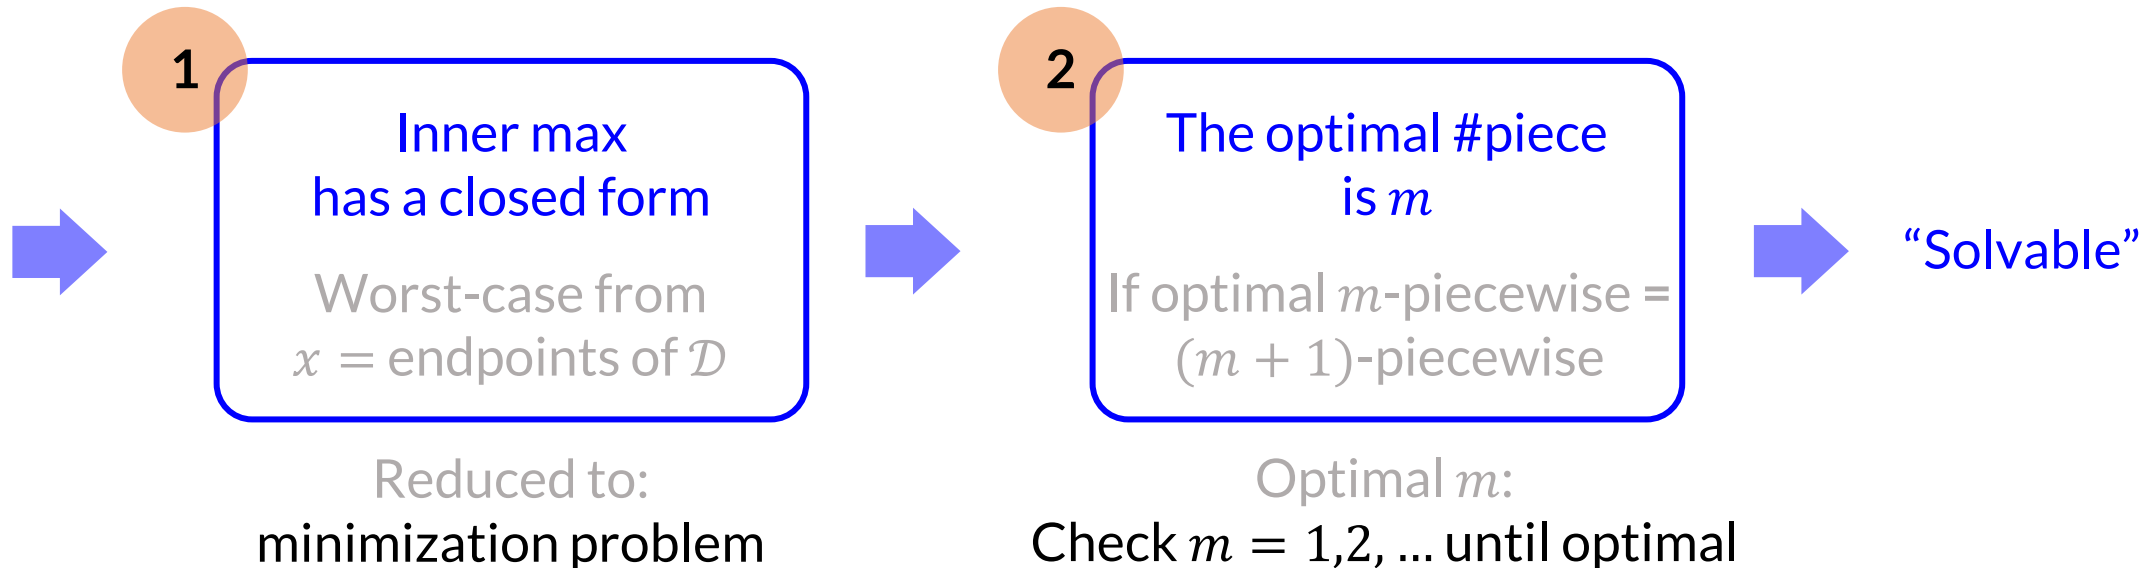 1
Inner max
has a closed form
Worst-case from
𝑥 = endpoints of 𝒟
Reduced to:
minimization problem
2
The optimal #piece
is 𝑚
If optimal 𝑚-piecewise =
(𝑚 + 1)-piecewise
Optimal 𝑚:
Check 𝑚 = 1,2, ... until optimal
“Solvable”